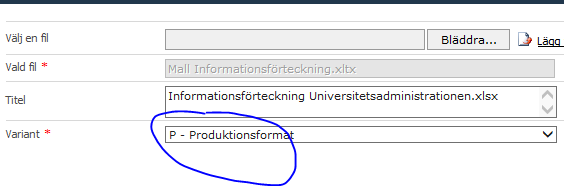 Välj en fil Bläddra... Lägg
Vald fil * Mall Informationsförteckning.xltx
Titel Informationsförteckning Universitetsadministrationen.xlsx
Variant * P - Produktionsformat